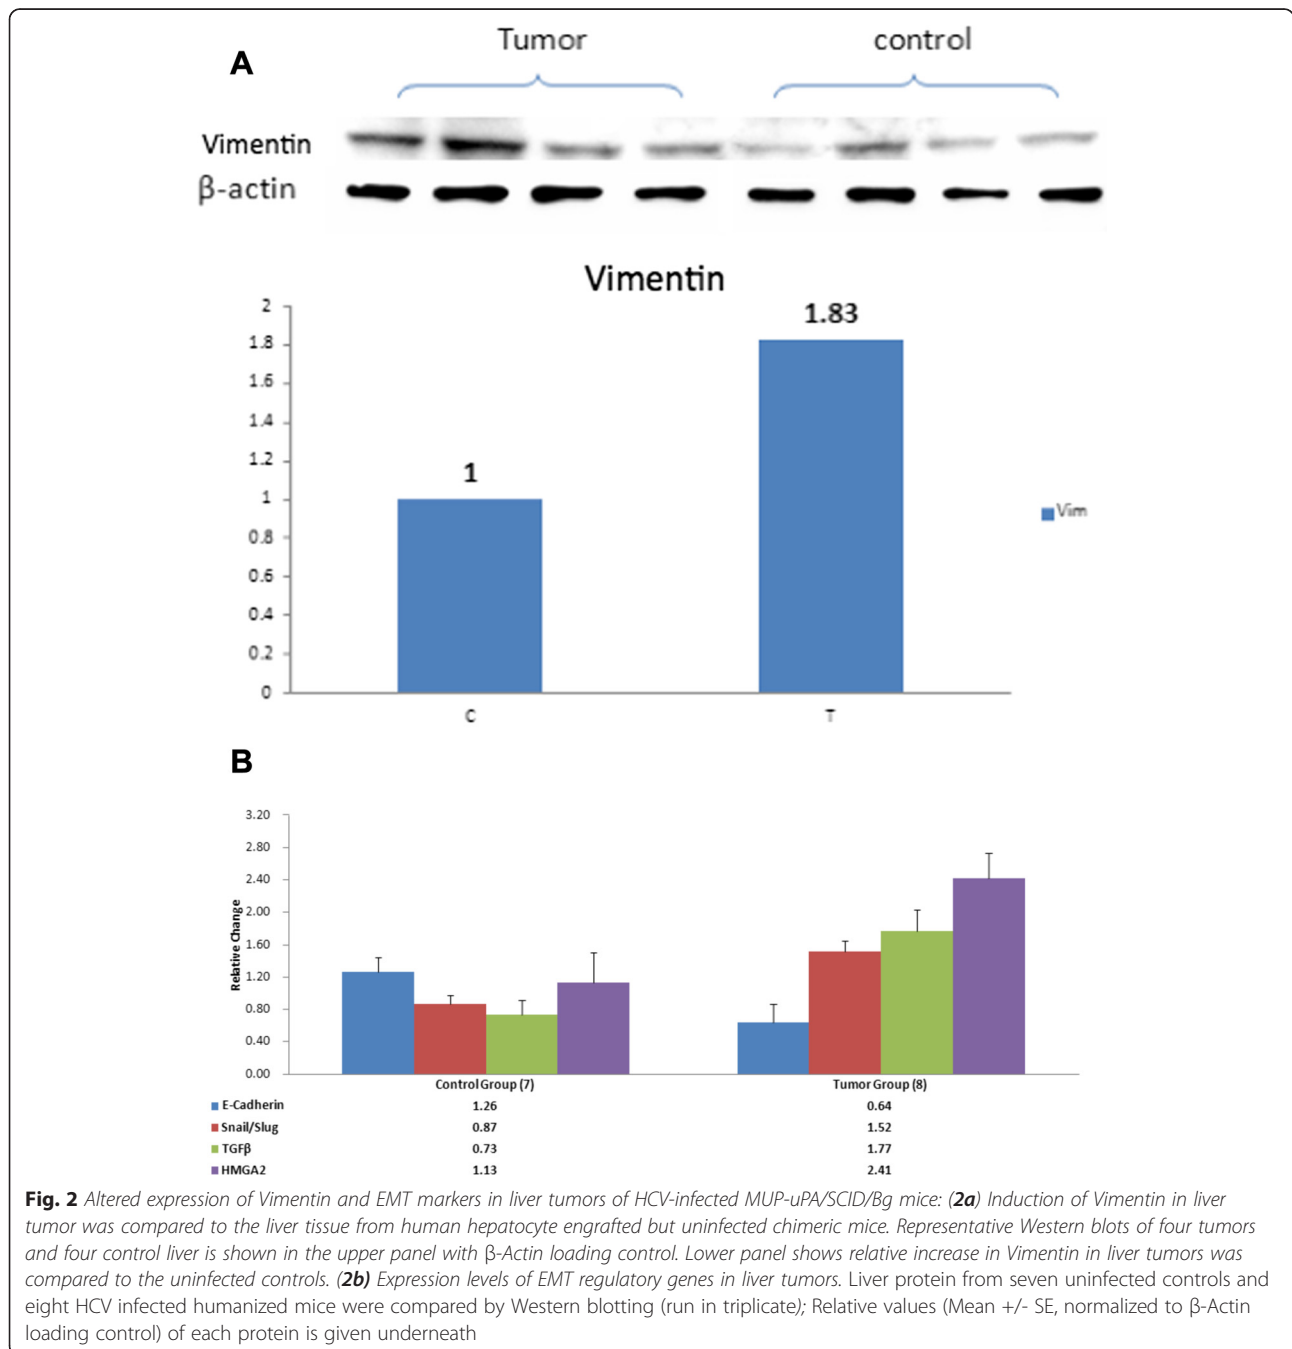 A
Tumor control
Vimentin
β-actin
Vimentin
2
1.8
1.6
1.4
1.2
1
0.8
0.6
0.4
0.2
0
1
1.83
C T
Vim
B
Relative Change
3.20
2.80
2.40
2.00
1.60
1.20
0.80
0.40
0.00
Control Group (7) Tumor Group (8)
E-Cadherin 1.26 0.64
Snail/Slug 0.87 1.52
TGFβ 0.73 1.77
HMGA2 1.13 2.41
Fig. 2 Altered expression of Vimentin and EMT markers in liver tumors of HCV-infected MUP-uPA/SCID/Bg mice: (2a) Induction of Vimentin in liver
tumor was compared to the liver tissue from human hepatocyte engrafted but uninfected chimeric mice. Representative Western blots of four tumors
and four control liver is shown in the upper panel with β-Actin loading control. Lower panel shows relative increase in Vimentin in liver tumors was
compared to the uninfected controls. (2b) Expression levels of EMT regulatory genes in liver tumors. Liver protein from seven uninfected controls and
eight HCV infected humanized mice were compared by Western blotting (run in triplicate); Relative values (Mean +/- SE, normalized to β-Actin
loading control) of each protein is given underneath